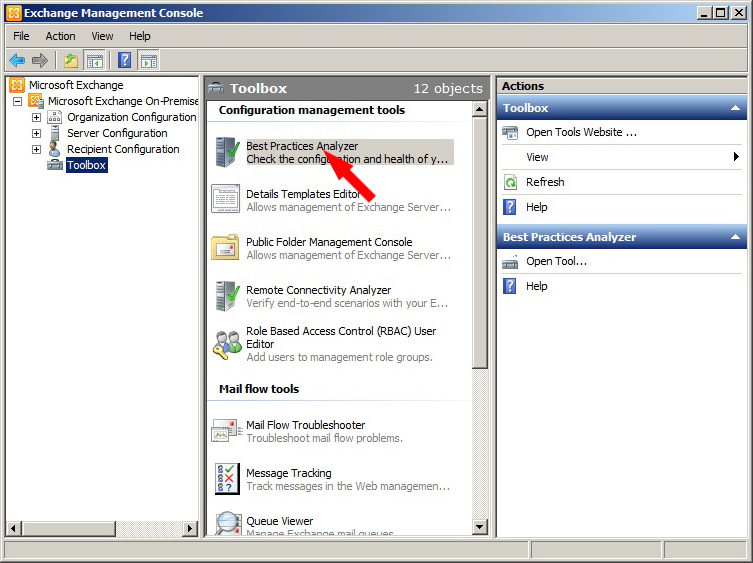 Exchange Management Console
File Action View Help
Microsoft Exchange
Microsoft Exchange On-Premise
Organization Configuration
Server Configuration
Recipient Configuration
Toolbox
Toolbox 12 objects
Configuration management tools
Best Practices Analyzer
Check the configuration and health of y...
Details Templates Editor
Allows management of Exchange Server...
Public Folder Management Console
Allows management of Exchange Server...
Remote Connectivity Analyzer
Verify end-to-end scenarios with your E...
Role Based Access Control (RBAC) User
Editor
Add users to management role groups.
Mail flow tools
Mail Flow Troubleshooter
Troubleshoot mail flow problems.
Message Tracking
Track messages in the Web managemen...
Queue Viewer
Manage Exchange mail queues
Actions
Toolbox
Open Tools Website ...
View
Refresh
Help
Best Practices Analyzer
Open Tool...
Help